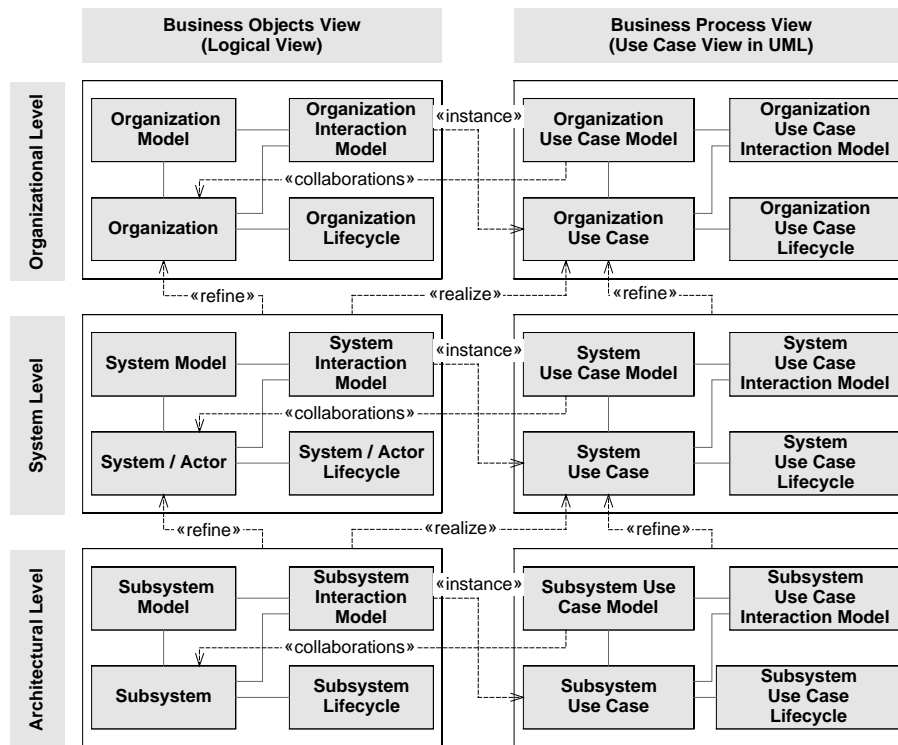 Business Objects View
(Logical View)
Business Process View
(Use Case View in UML)
Organizational Level
Organization
Model
Organization
Interaction
Model
«instance»
Organization
Use Case Model
Organization
Use Case
Interaction Model
«collaborations»
Organization
Organization
Lifecycle
Organization
Use Case
Organization
Use Case
Lifecycle
«refine»
«realize»
«refine»
System Level
System Model
System
Interaction
Model
«instance»
System
Use Case Model
System
Use Case
Interaction Model
«collaborations»
System / Actor
System / Actor
Lifecycle
System
Use Case
System
Use Case
Lifecycle
«refine»
«realize»
«refine»
Architectural Level
Subsystem
Model
Subsystem
Interaction
Model
«instance»
Subsystem Use
Case Model
Subsystem
Use Case
Interaction Model
«collaborations»
Subsystem
Subsystem
Lifecycle
Subsystem
Use Case
Subsystem
Use Case
Lifecycle